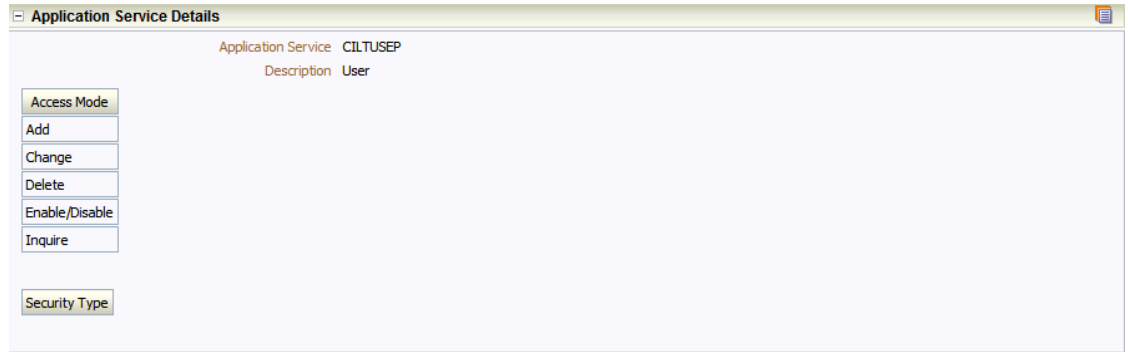 Application Service Details
Application Service CILTUSEP
Description User
Access Mode
Add
Change
Delete
Enable/Disable
Inquire
Security Type